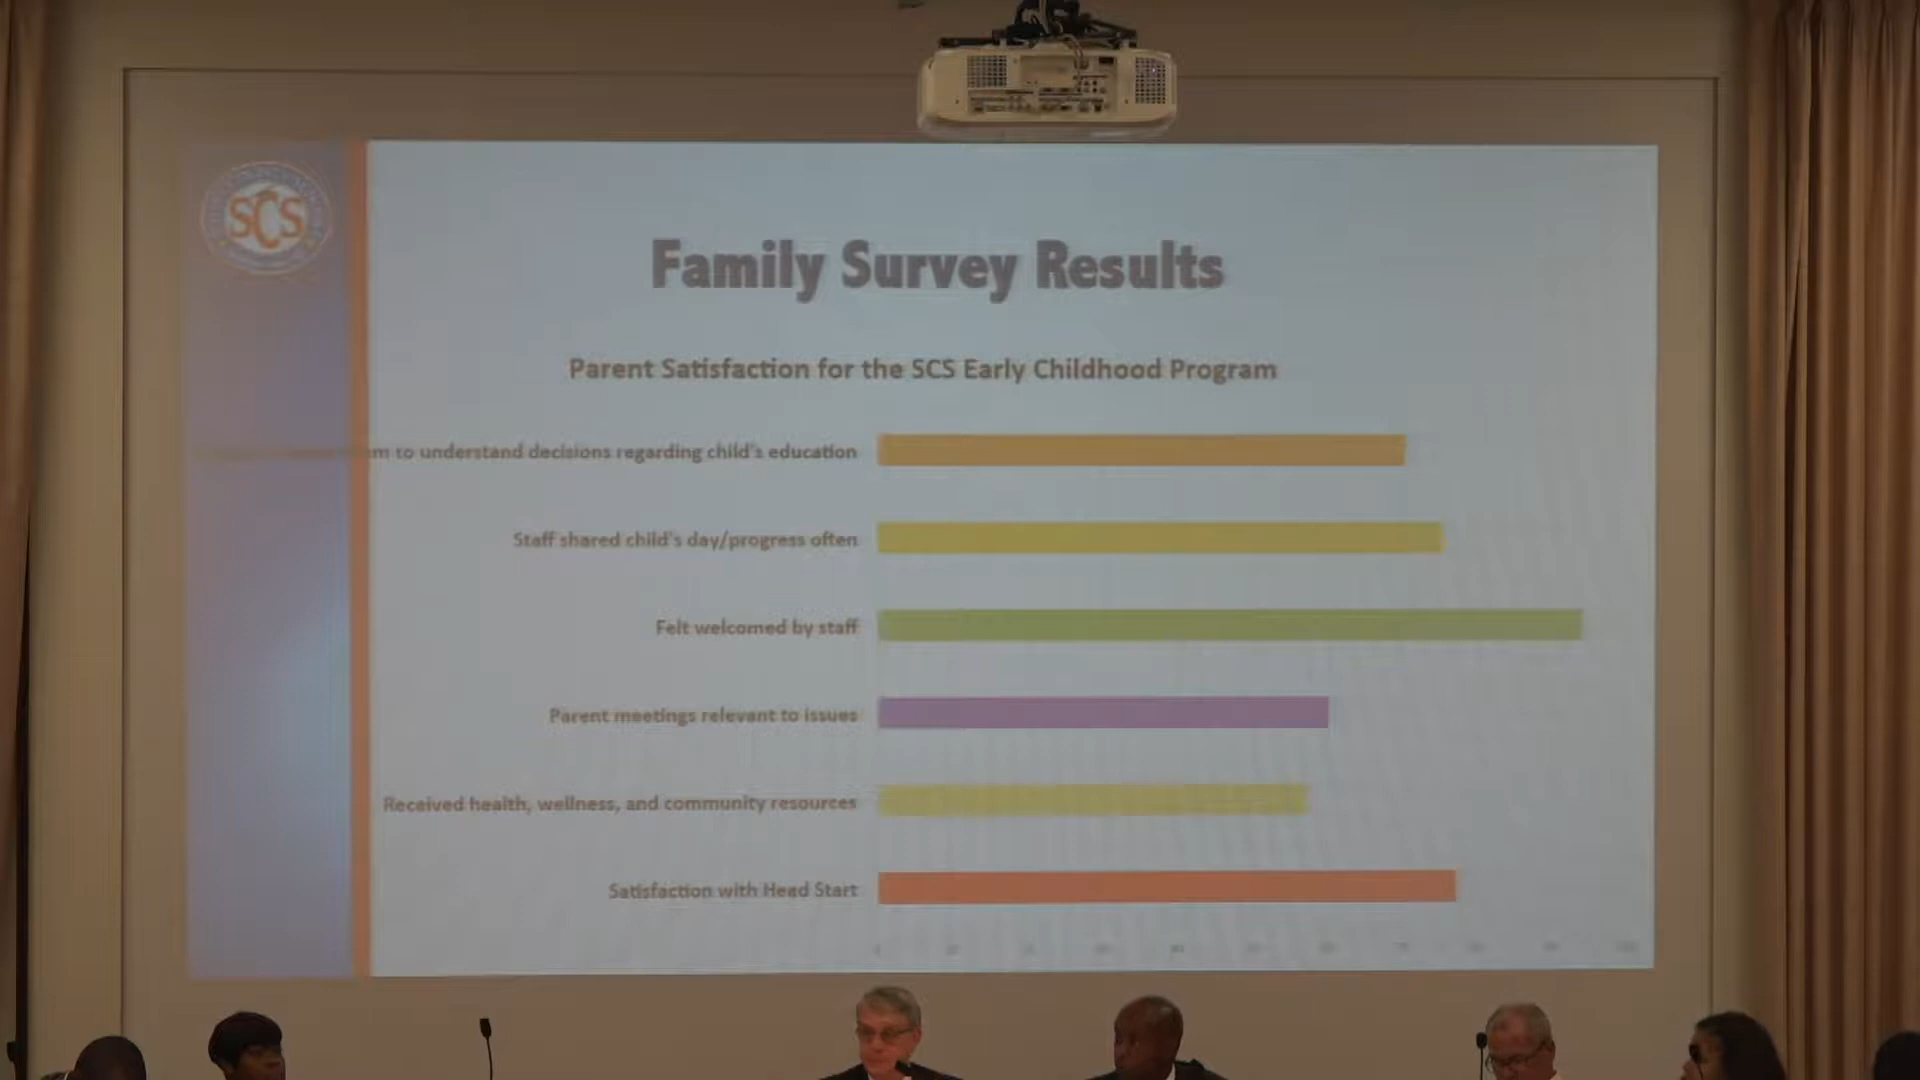 SCS
Family Survey Results
Parent Satisfaction for the SCS Early Childhood Program
to understand decisions regarding child's education
Staff shared child's day/progress often
Felt welcomed by staff
Parent meetings relevant to issues
Received health, wellness, and community resources
Satisfaction with Head Start